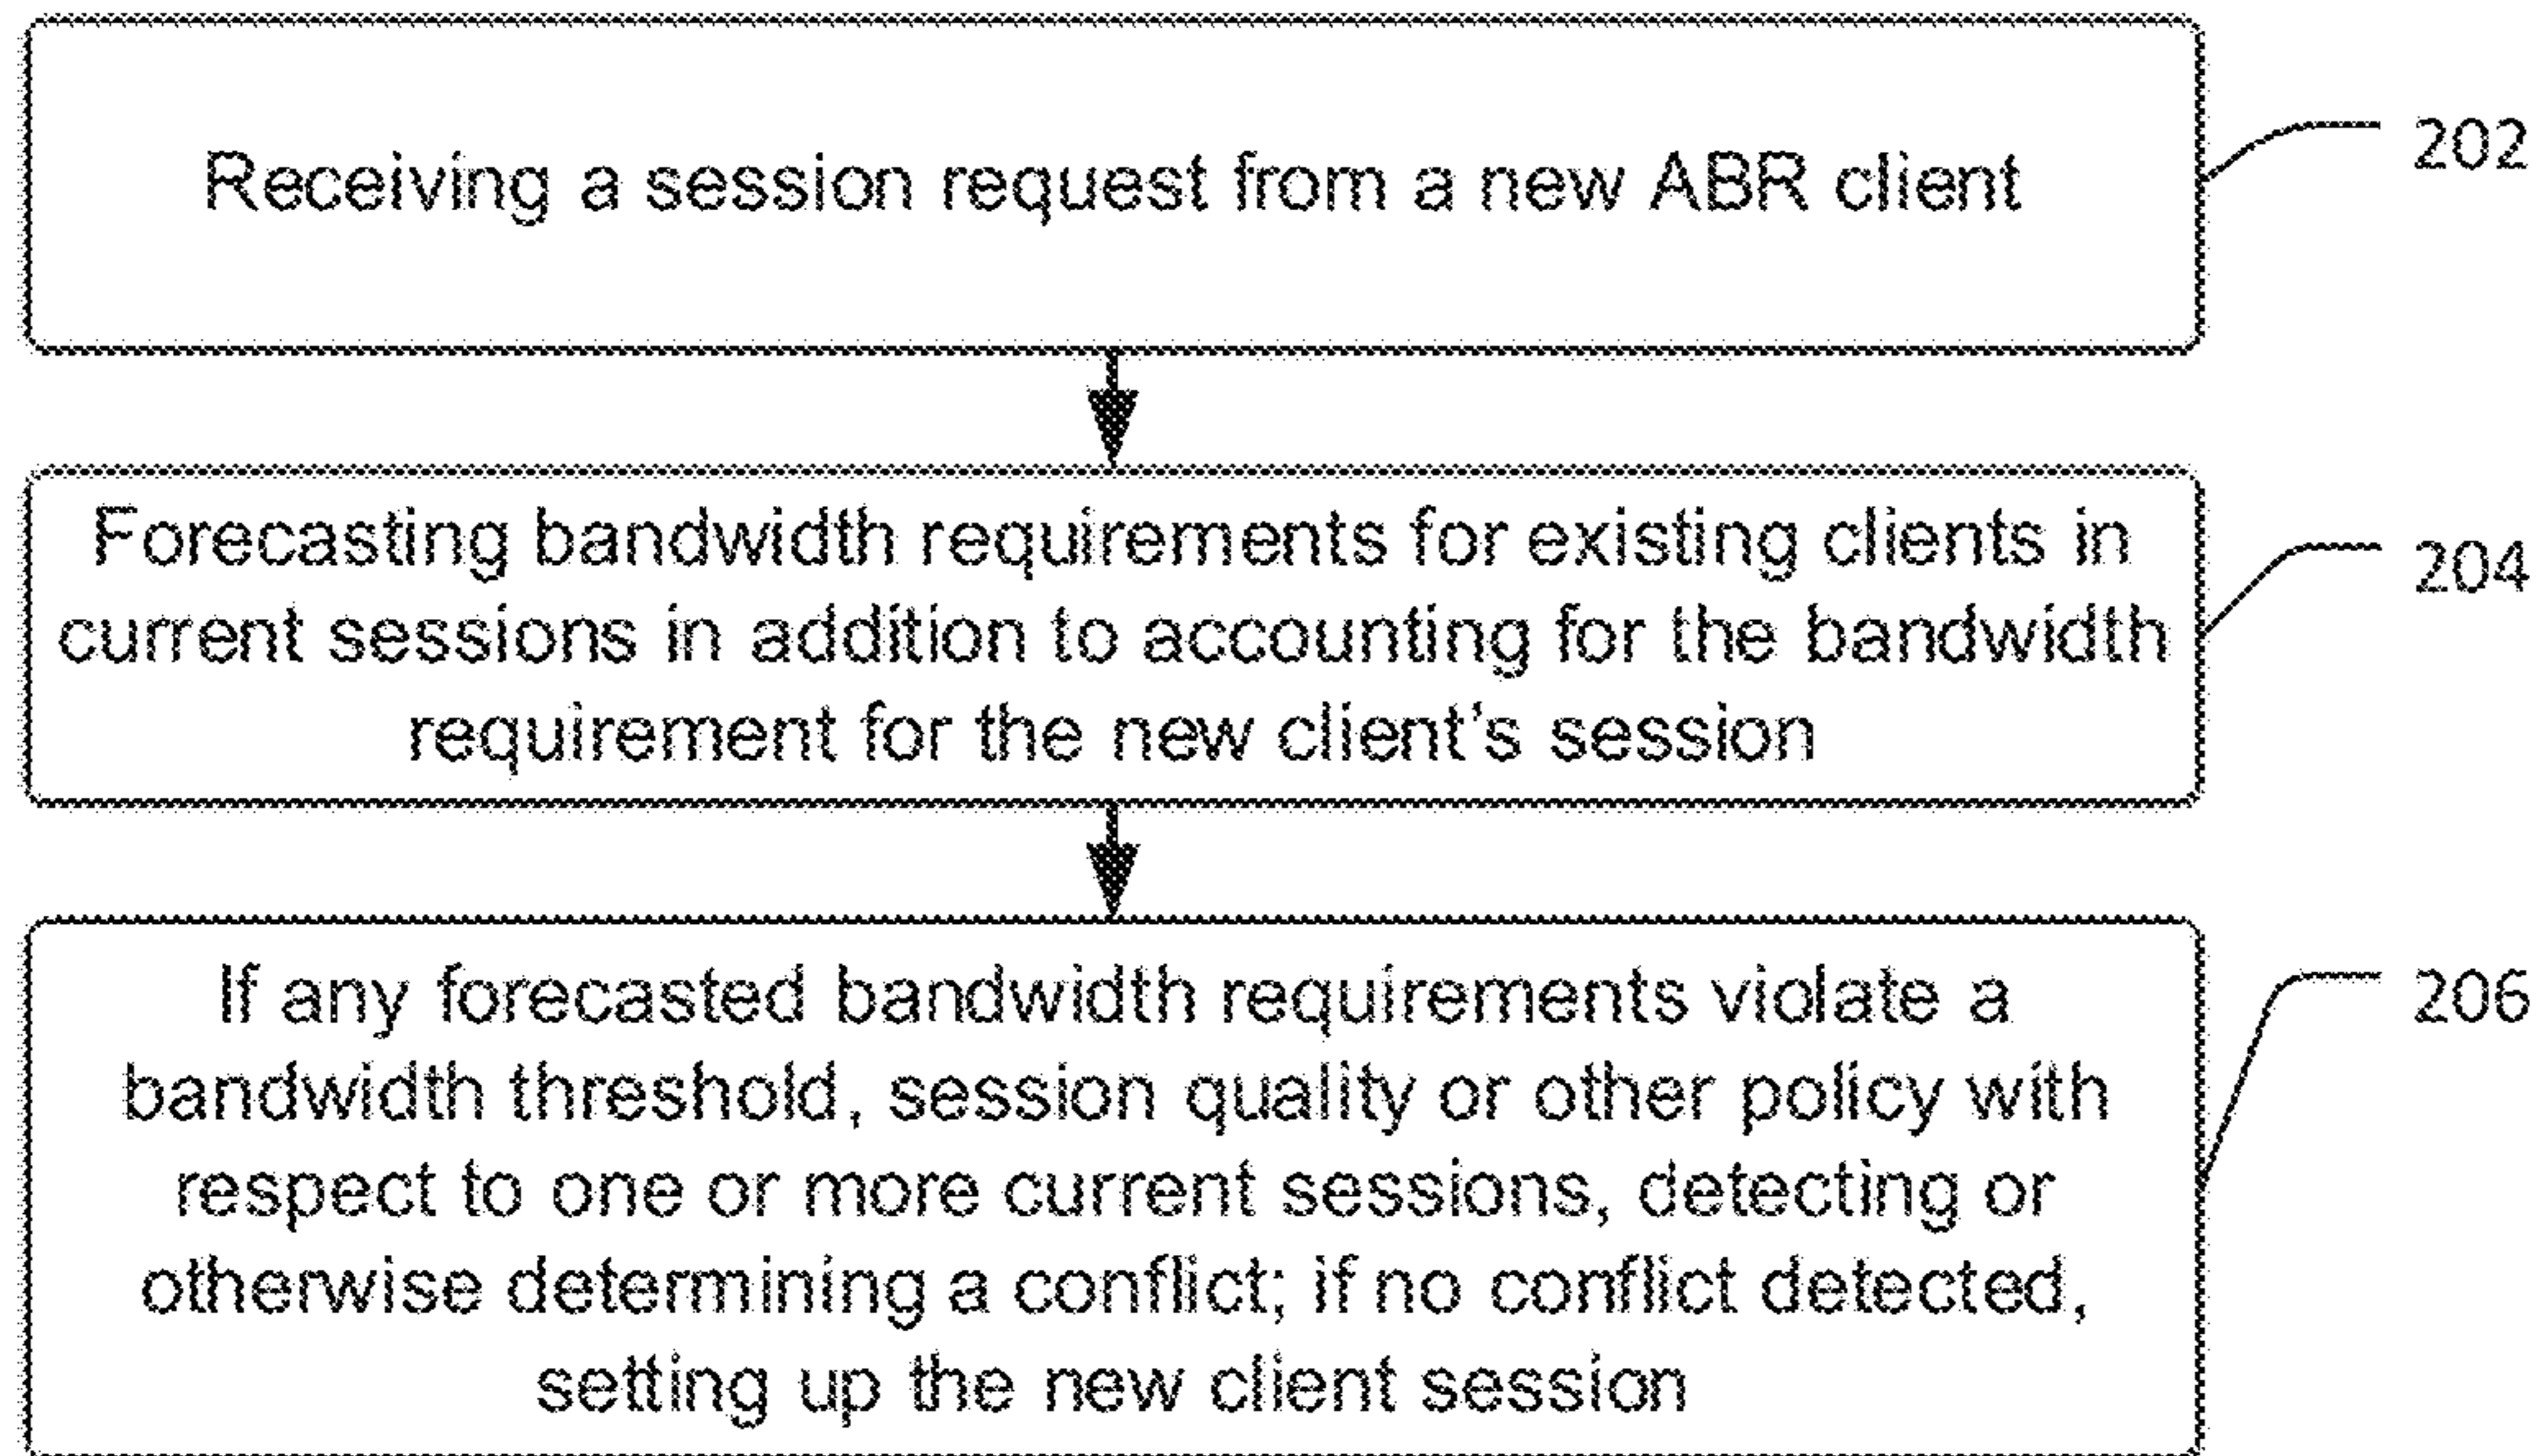 Receiving a session request from a new ABR client
202
Forecasting bandwidth requirements for existing clients in
current sessions in addition to accounting for the bandwidth
requirement for the new client's session
204
If any forecasted bandwidth requirements violate a
bandwidth threshold, session quality or other policy with
respect to one or more current sessions, detecting or
otherwise determining a conflict; if no conflict detected,
setting up the new client session
206